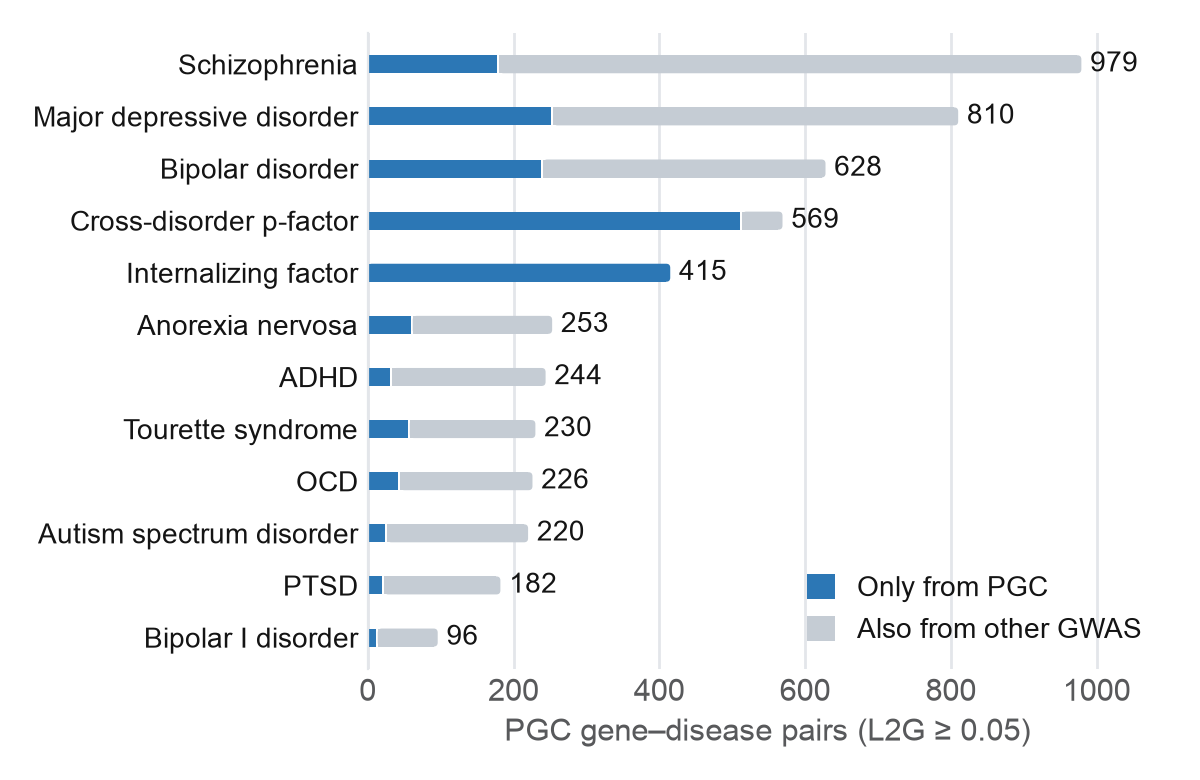 Schizophrenia 979
Major depressive disorder 810
Bipolar disorder 628
Cross-disorder p-factor 569
Internalizing factor 415
Anorexia nervosa 253
ADHD 244
Tourette syndrome 230
OCD 226
Autism spectrum disorder 220
PTSD 182
Only from PGC
Also from other GWAS
Bipolar I disorder 96
0 200 400 600 800 1000
PGC gene–disease pairs (L2G ≥ 0.05)